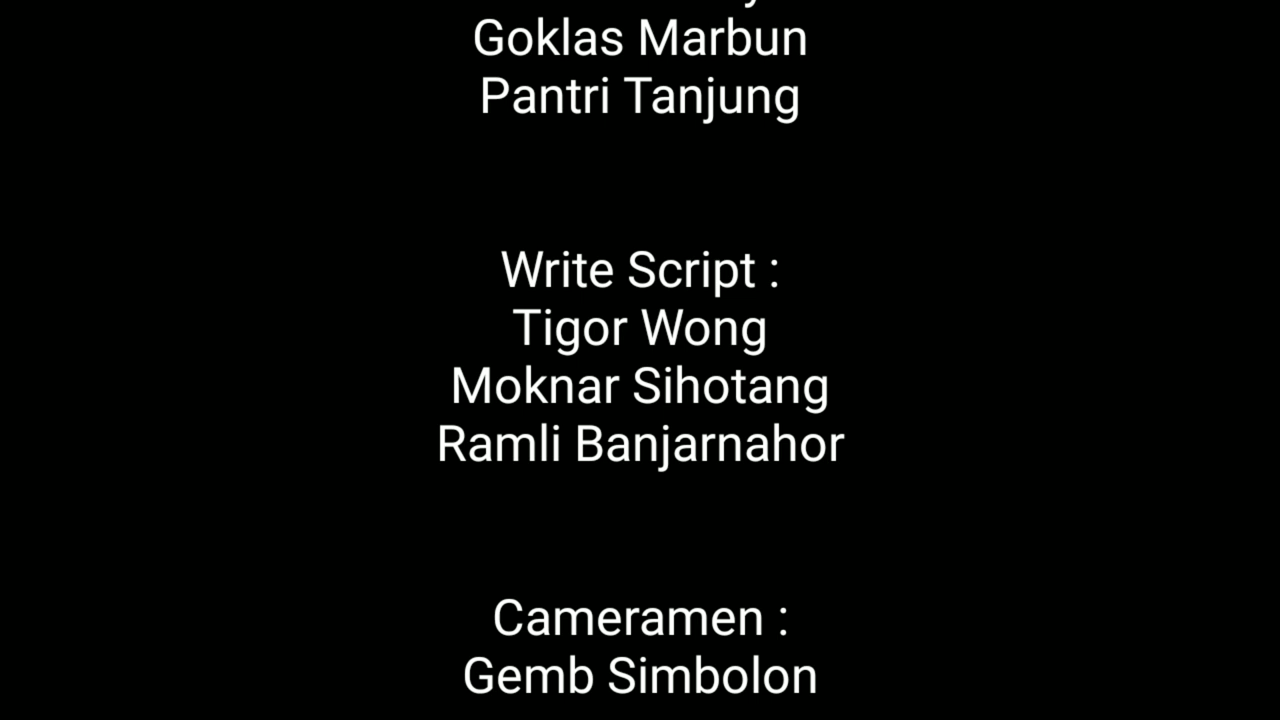 Goklas Marbun
Pantri Tanjung
Write Script :
Tigor Wong
Moknar Sihotang
Ramli Banjarnahor
Cameramen :
Gemb Simbolon